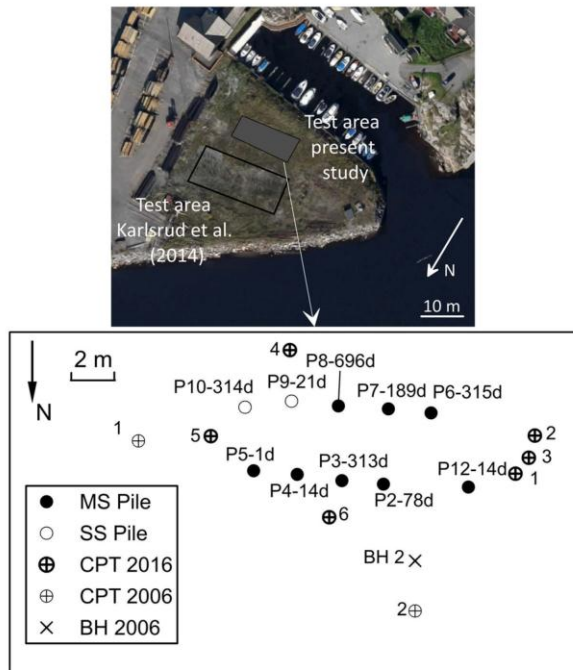 Test area
present
study
Test area
Karlsrud et al.
(2014)
N
10 m
2 m
N
4
P8-696d
P10-314d
P9-21d
P7-189d
P6-315d
1
5
2
3
1
P5-1d
P4-14d
P3-313d
P2-78d
P12-14d
6
BH 2
2
MS Pile
SS Pile
CPT 2016
CPT 2006
BH 2006